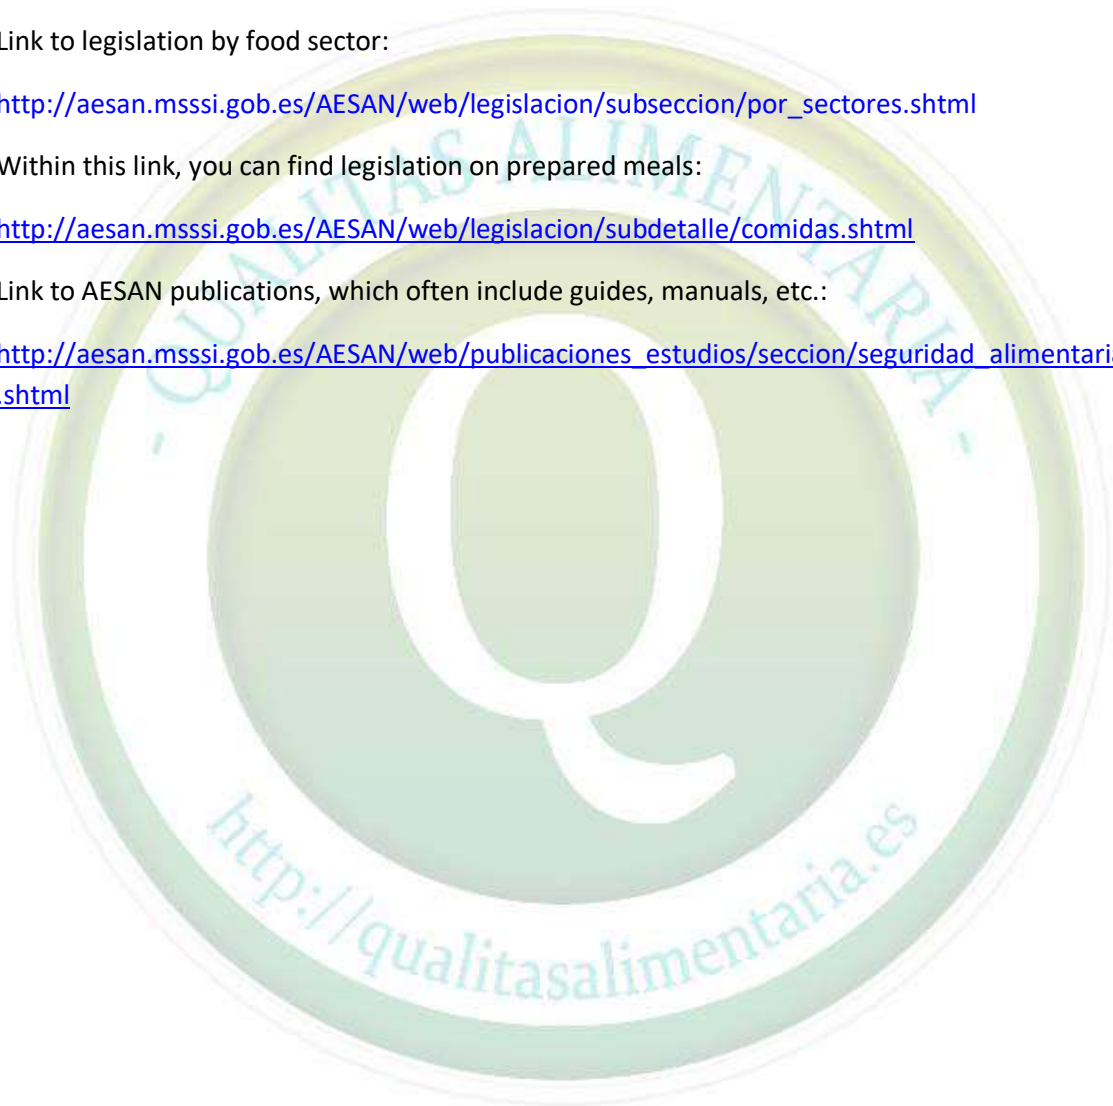 Link to legislation by food sector:
http://aesan.msssi.gob.es/AESAN/web/legislacion/subseccion/por_sectores.shtml
Within this link, you can find legislation on prepared meals:
http://aesan.msssi.gob.es/AESAN/web/legislacion/subdetalle/comidas.shtml
Link to AESAN publications, which often include guides, manuals, etc.:
http://aesan.msssi.gob.es/AESAN/web/publicaciones_estudios/seccion/seguridad_alimentaria
.shtml
- QUALITAS ALIMENTARIA -
Q
http://qualitasalimentaria.es